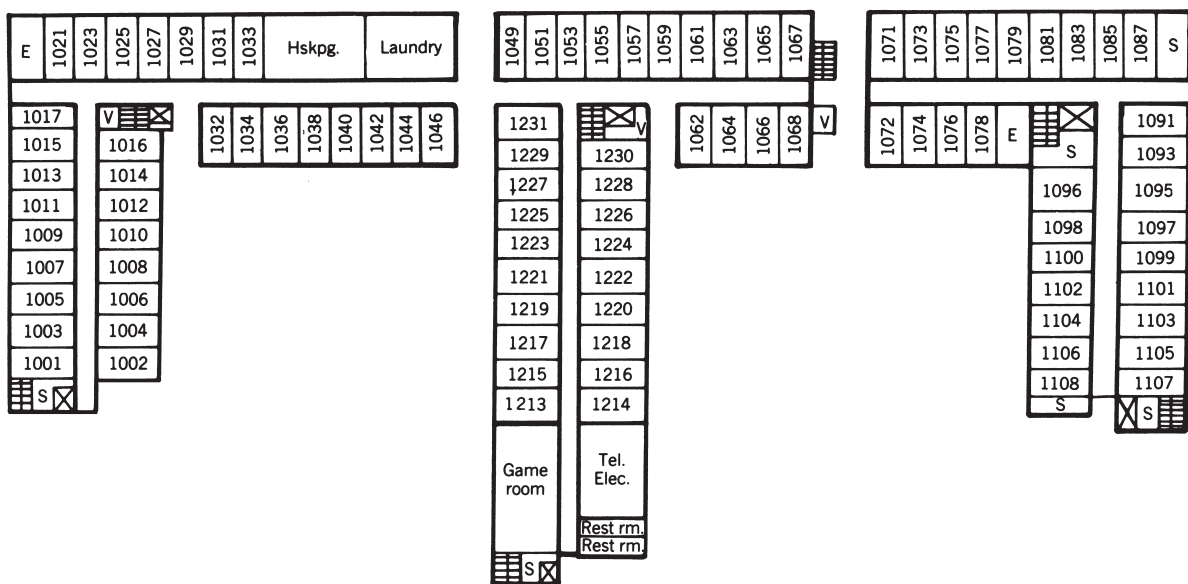 E 1021 1023 1025 1027 1029 1031 1033 Hskpg. Laundry
1049 1051 1053 1055 1057 1059 1061 1063 1065 1067
1071 1073 1075 1077 1079 1081 1083 1085 1087 S
1017
1015
1013
1011
1009
1007
1005
1003
1001
S
V
1016
1014
1012
1010
1008
1006
1004
1002
1032 1034 1036 1038 1040 1042 1044 1046
1231
1229
1227
1225
1223
1221
1219
1217
1215
1213
Game
room
S
V
1230
1228
1226
1224
1222
1220
1218
1216
1214
Tel.
Elec.
Rest rm.
Rest rm.
1062 1064 1066 1068 V
1072 1074 1076 1078 E
S
1096
1098
1100
1102
1104
1106
1108
S
1091
1093
1095
1097
1099
1101
1103
1105
1107
S